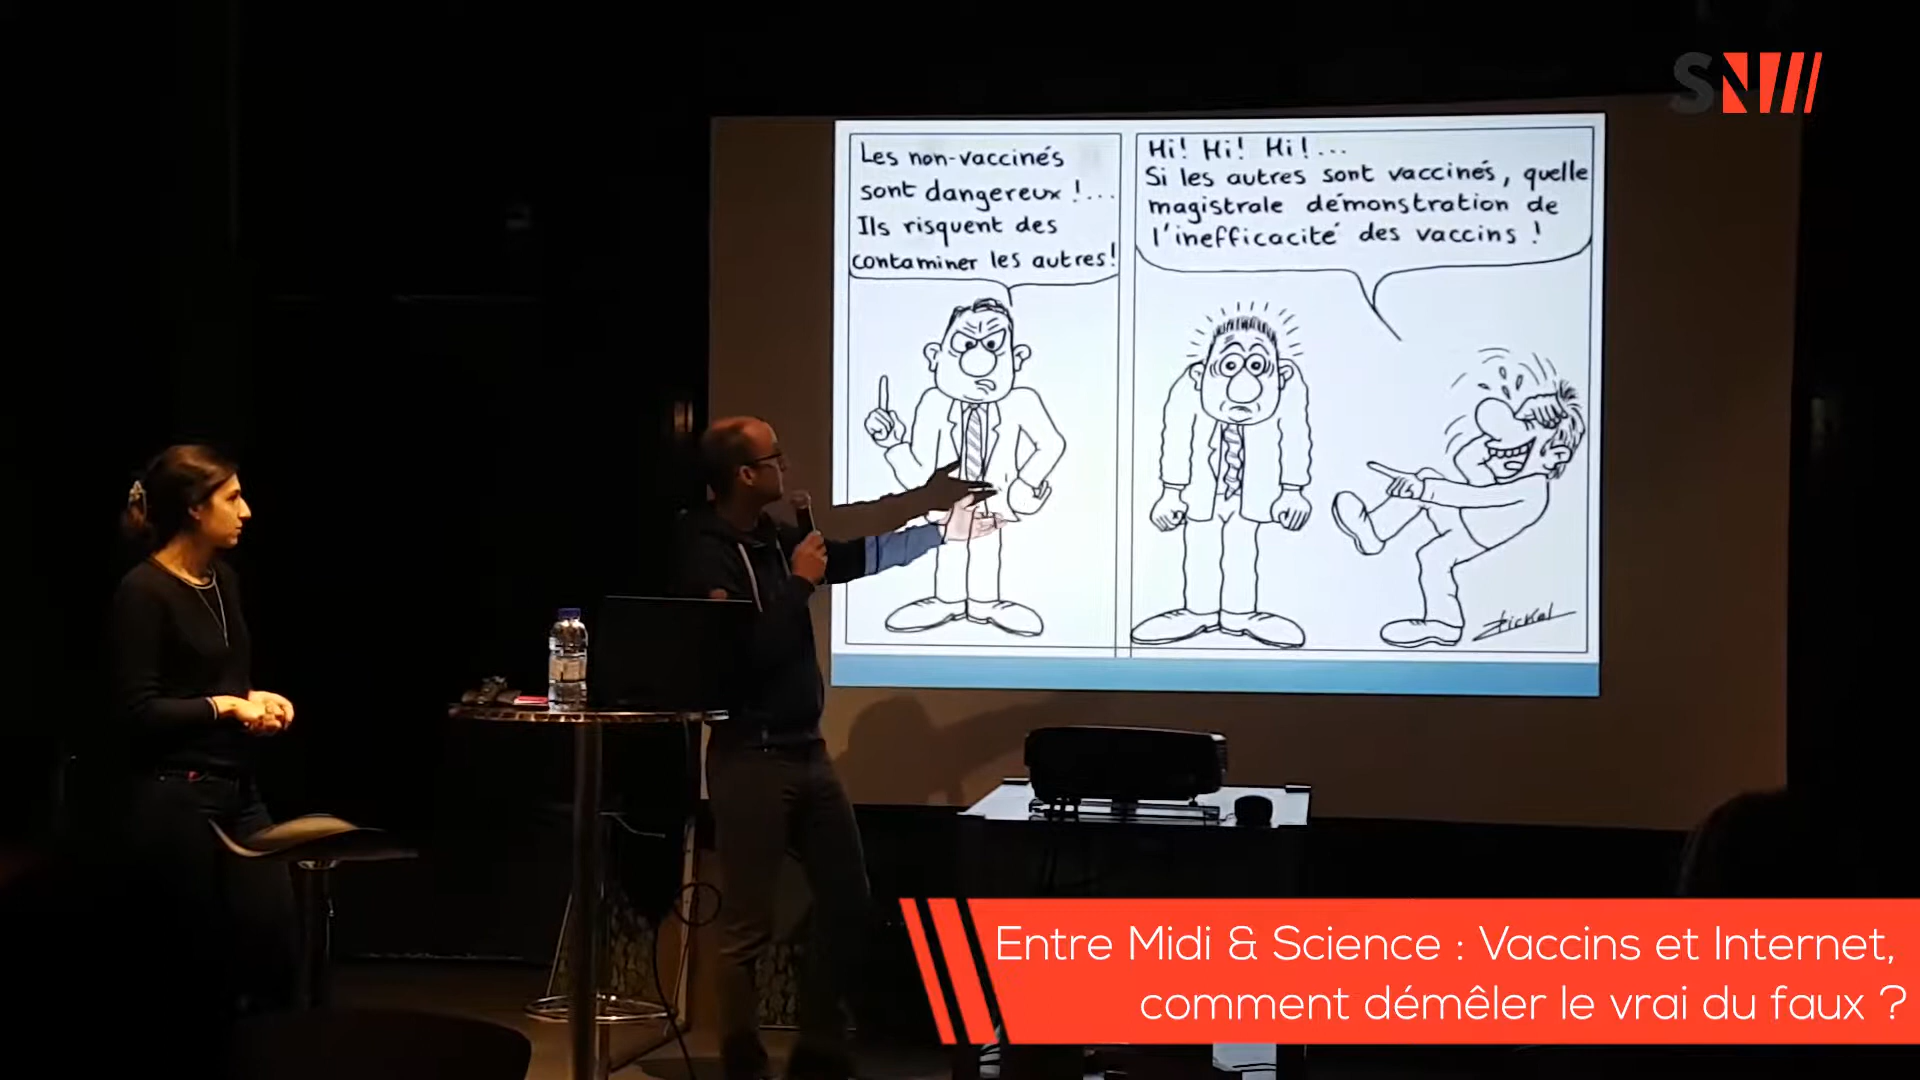 SN
Les non-vaccinés
sont dangereux !...
Ils risquent des
contaminer les autres!
Hi! Hi! Hi!...
Si les autres sont vaccinés, quelle
magistrale démonstration de
l'inefficacité des vaccins !
Entre Midi & Science : Vaccins et Internet,
comment démêler le vrai du faux ?